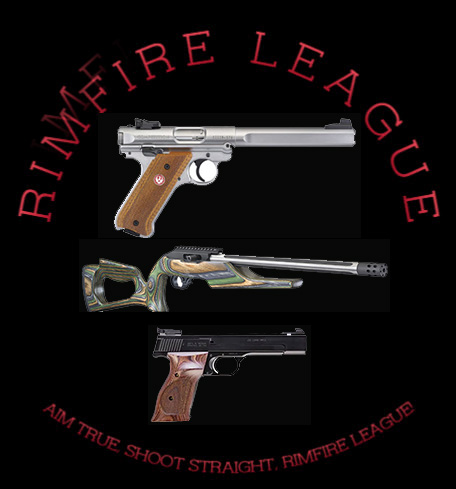 RIMFIRE LEAGUE
AIM TRUE, SHOOT STRAIGHT, RIMFIRE LEAGUE!